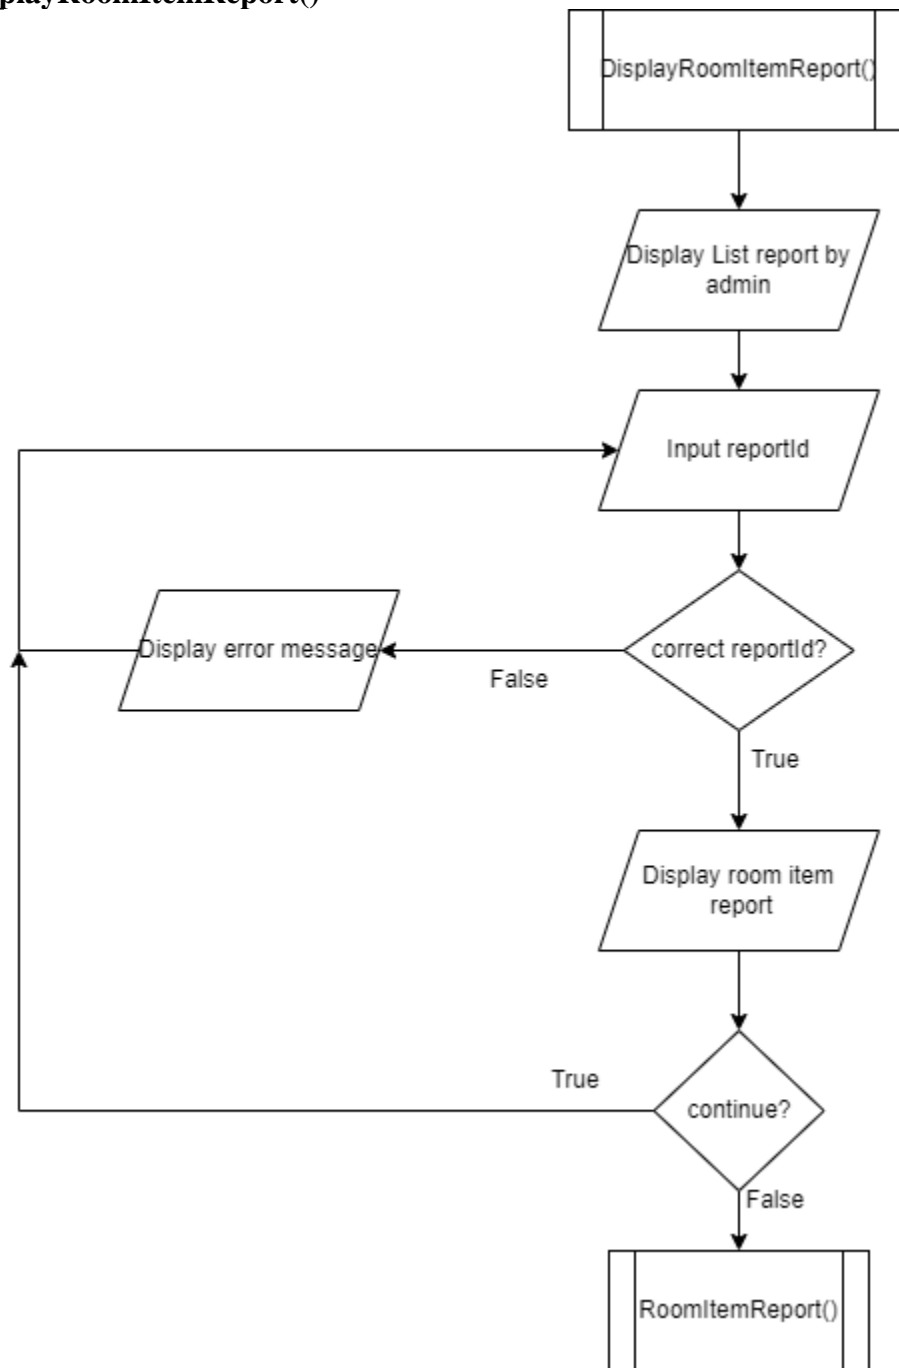 playRoomItemReport()
DisplayRoomItemReport()
Display List report by
admin
Input reportId
Display error message
correct reportId?
False
True
Display room item
report
True
continue?
False
RoomItemReport()